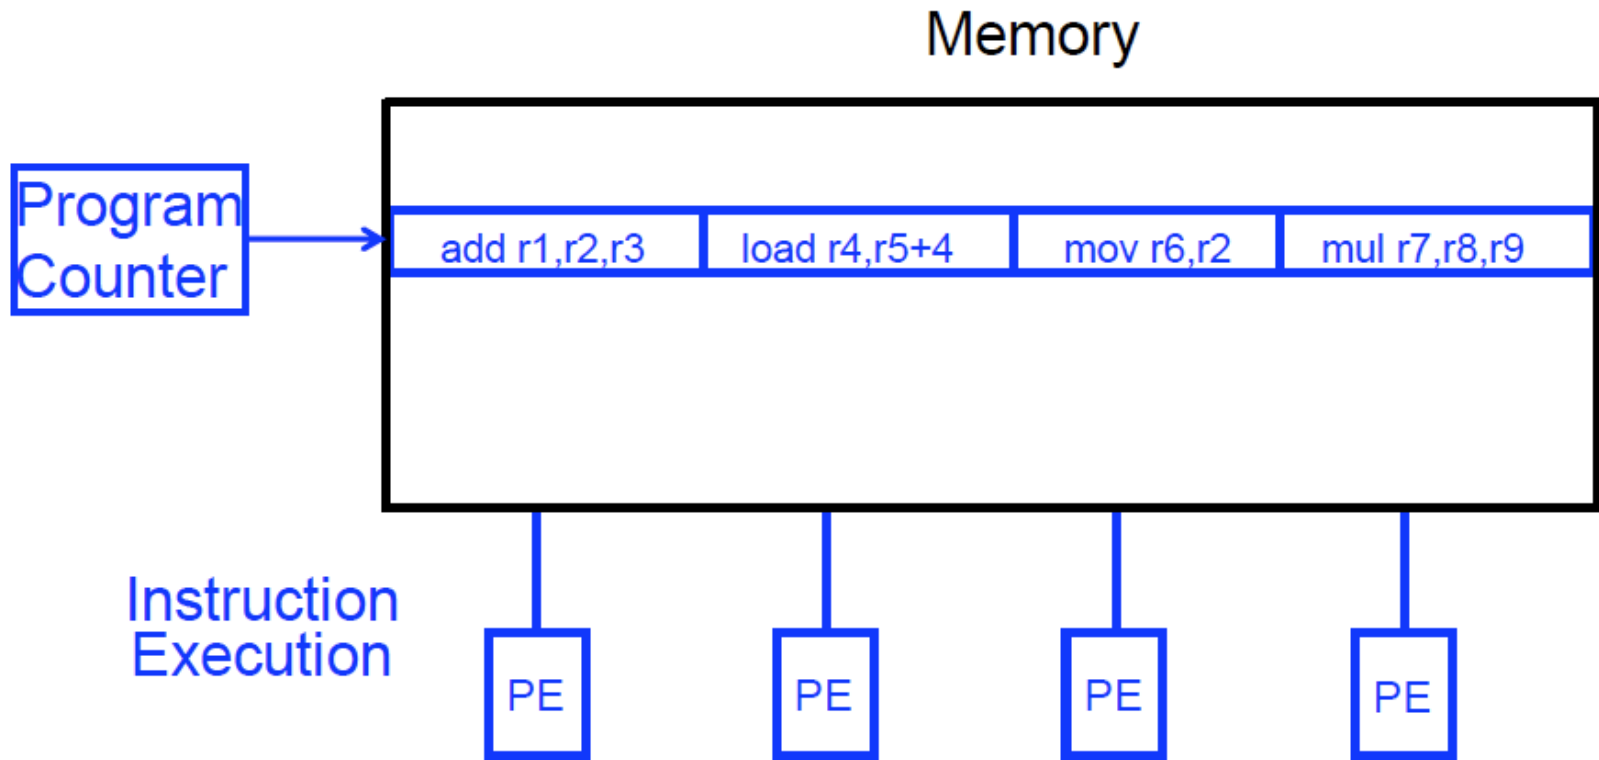 Memory
Program
Counter
add r1,r2,r3
load r4,r5+4
mov r6,r2
mul r7,r8,r9
Instruction
Execution
PE
PE
PE
PE